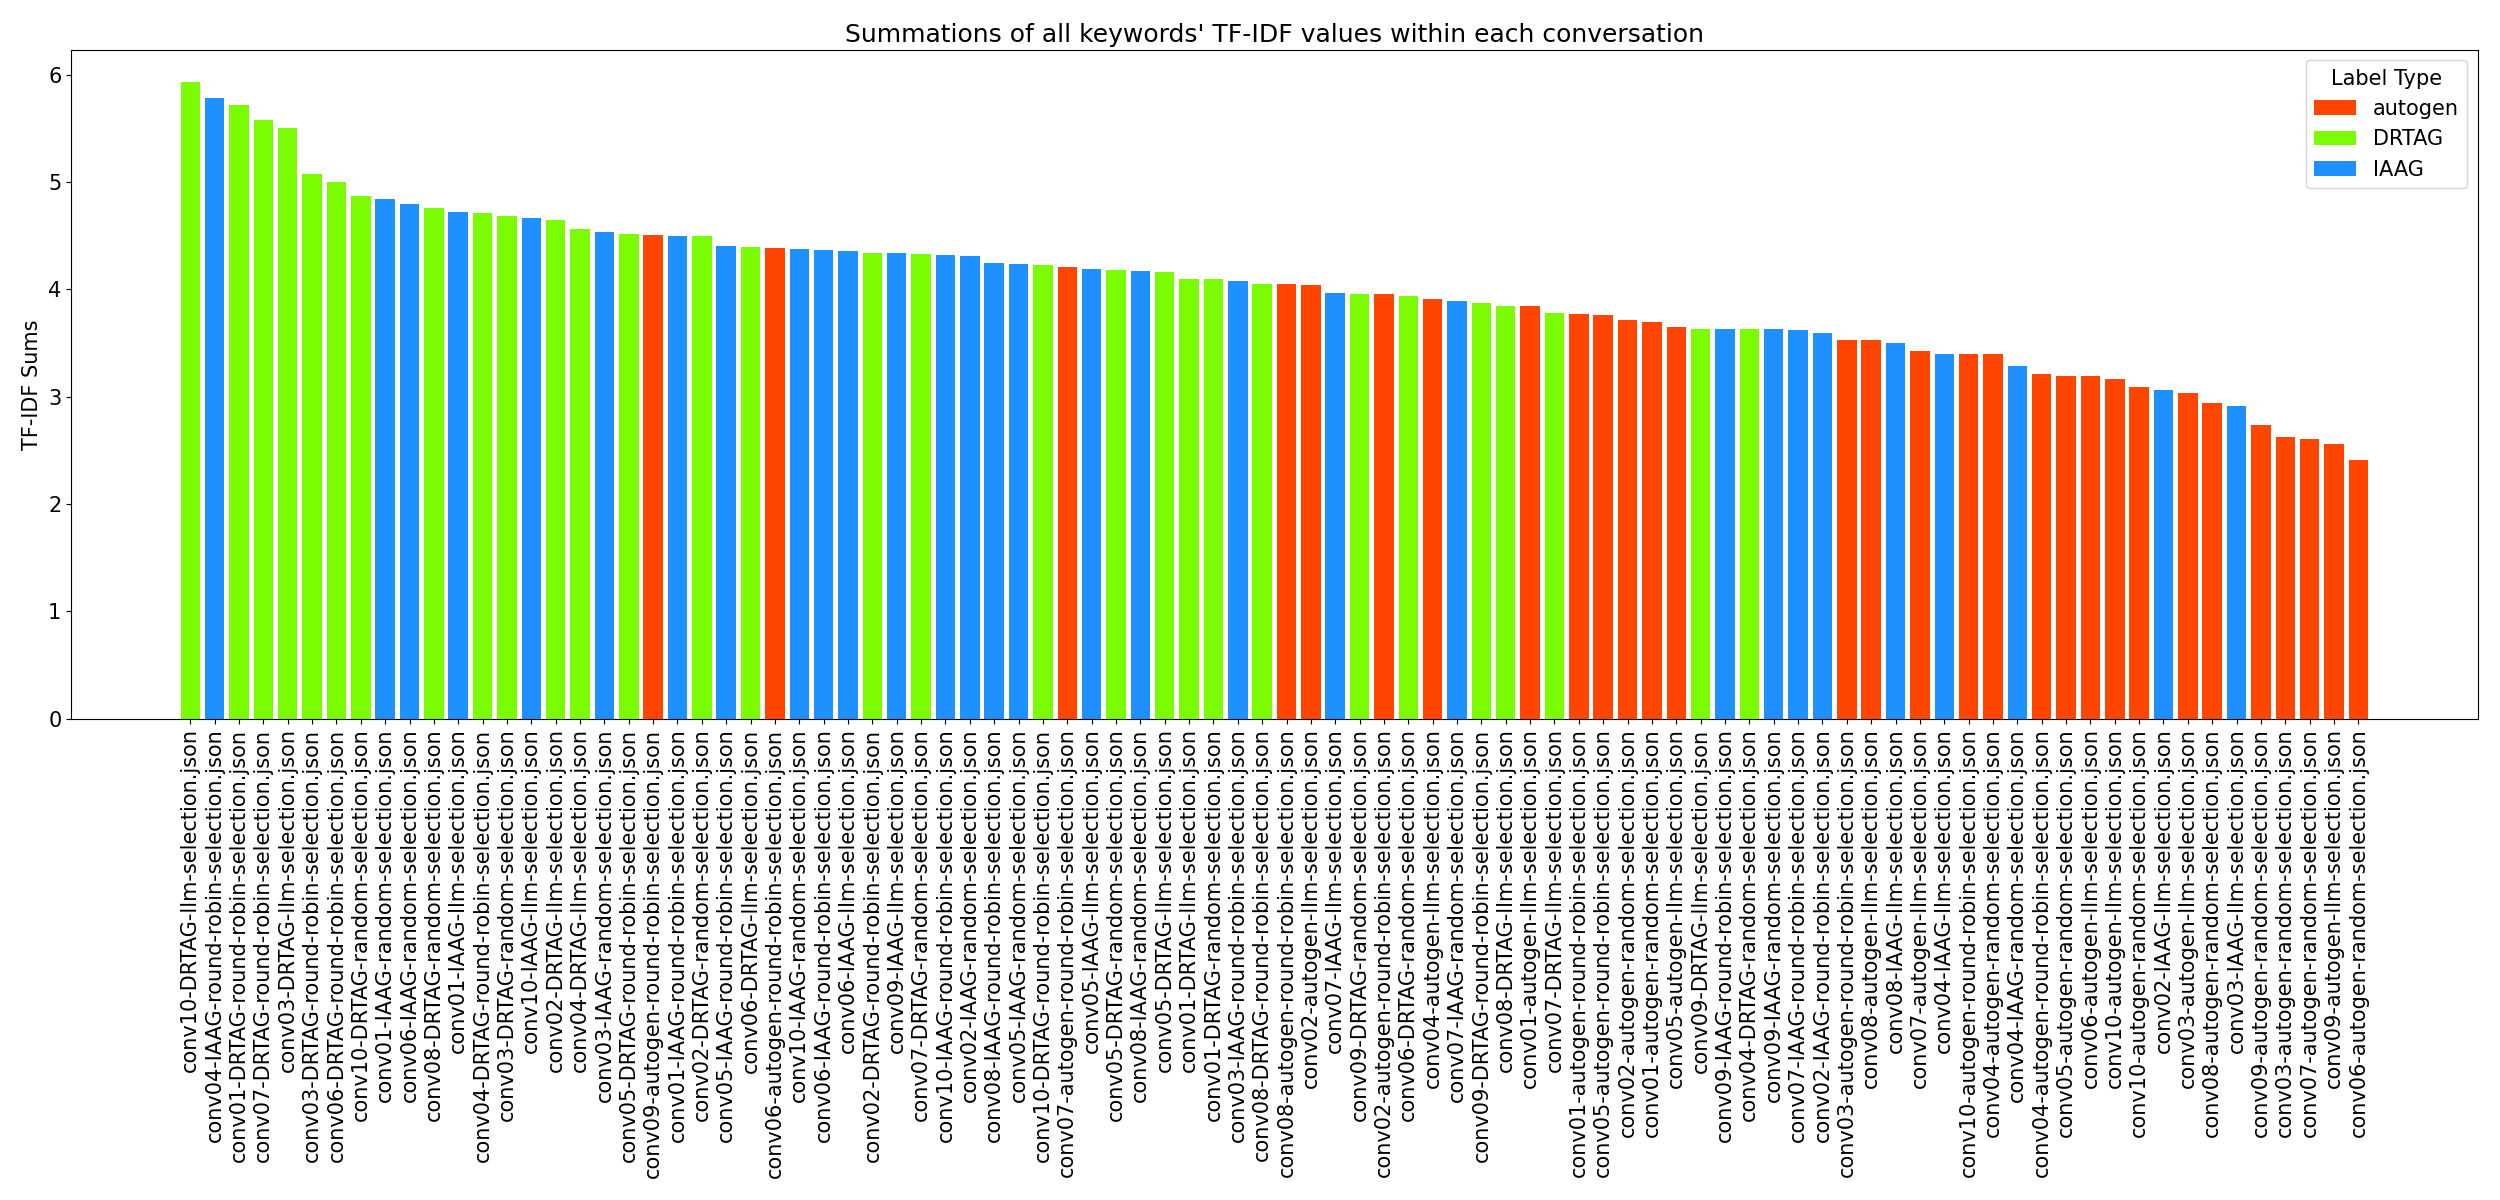 Summations of all keywords' TF-IDF values within each conversation
Label Type
autogen
DRTAG
IAAG
TF-IDF Sums
6
5
4
3
2
1
0
conv10-DRTAG-llm-selection.json
conv04-IAAG-round-robin-selection.json
conv01-DRTAG-round-robin-selection.json
conv07-DRTAG-round-robin-selection.json
conv03-DRTAG-llm-selection.json
conv03-DRTAG-round-robin-selection.json
conv06-DRTAG-round-robin-selection.json
conv10-DRTAG-random-selection.json
conv01-IAAG-random-selection.json
conv06-IAAG-random-selection.json
conv08-DRTAG-random-selection.json
conv01-IAAG-llm-selection.json
conv04-DRTAG-round-robin-selection.json
conv03-DRTAG-random-selection.json
conv10-IAAG-llm-selection.json
conv02-DRTAG-llm-selection.json
conv04-DRTAG-llm-selection.json
conv03-IAAG-random-selection.json
conv05-DRTAG-round-robin-selection.json
conv09-autogen-round-robin-selection.json
conv01-IAAG-round-robin-selection.json
conv02-DRTAG-random-selection.json
conv05-IAAG-round-robin-selection.json
conv06-DRTAG-llm-selection.json
conv06-autogen-round-robin-selection.json
conv10-IAAG-random-selection.json
conv06-IAAG-round-robin-selection.json
conv06-IAAG-llm-selection.json
conv02-DRTAG-round-robin-selection.json
conv09-IAAG-llm-selection.json
conv07-DRTAG-random-selection.json
conv10-IAAG-round-robin-selection.json
conv02-IAAG-random-selection.json
conv08-IAAG-round-robin-selection.json
conv05-IAAG-random-selection.json
conv10-DRTAG-round-robin-selection.json
conv07-autogen-round-robin-selection.json
conv05-IAAG-llm-selection.json
conv05-DRTAG-random-selection.json
conv08-IAAG-random-selection.json
conv05-DRTAG-llm-selection.json
conv01-DRTAG-llm-selection.json
conv01-DRTAG-random-selection.json
conv03-IAAG-round-robin-selection.json
conv08-DRTAG-round-robin-selection.json
conv08-autogen-round-robin-selection.json
conv02-autogen-llm-selection.json
conv07-IAAG-llm-selection.json
conv09-DRTAG-random-selection.json
conv02-autogen-round-robin-selection.json
conv06-DRTAG-random-selection.json
conv04-autogen-llm-selection.json
conv07-IAAG-random-selection.json
conv09-DRTAG-round-robin-selection.json
conv08-DRTAG-llm-selection.json
conv01-autogen-llm-selection.json
conv07-DRTAG-llm-selection.json
conv01-autogen-round-robin-selection.json
conv05-autogen-round-robin-selection.json
conv02-autogen-random-selection.json
conv01-autogen-random-selection.json
conv05-autogen-llm-selection.json
conv09-DRTAG-llm-selection.json
conv09-IAAG-round-robin-selection.json
conv04-DRTAG-random-selection.json
conv09-IAAG-random-selection.json
conv07-IAAG-round-robin-selection.json
conv02-IAAG-round-robin-selection.json
conv03-autogen-round-robin-selection.json
conv08-autogen-llm-selection.json
conv08-IAAG-llm-selection.json
conv07-autogen-llm-selection.json
conv04-IAAG-llm-selection.json
conv10-autogen-round-robin-selection.json
conv04-autogen-random-selection.json
conv04-IAAG-random-selection.json
conv04-autogen-round-robin-selection.json
conv05-autogen-random-selection.json
conv06-autogen-llm-selection.json
conv10-autogen-llm-selection.json
conv10-autogen-random-selection.json
conv02-IAAG-llm-selection.json
conv03-autogen-llm-selection.json
conv08-autogen-random-selection.json
conv03-IAAG-llm-selection.json
conv09-autogen-random-selection.json
conv03-autogen-random-selection.json
conv07-autogen-random-selection.json
conv09-autogen-llm-selection.json
conv06-autogen-random-selection.json